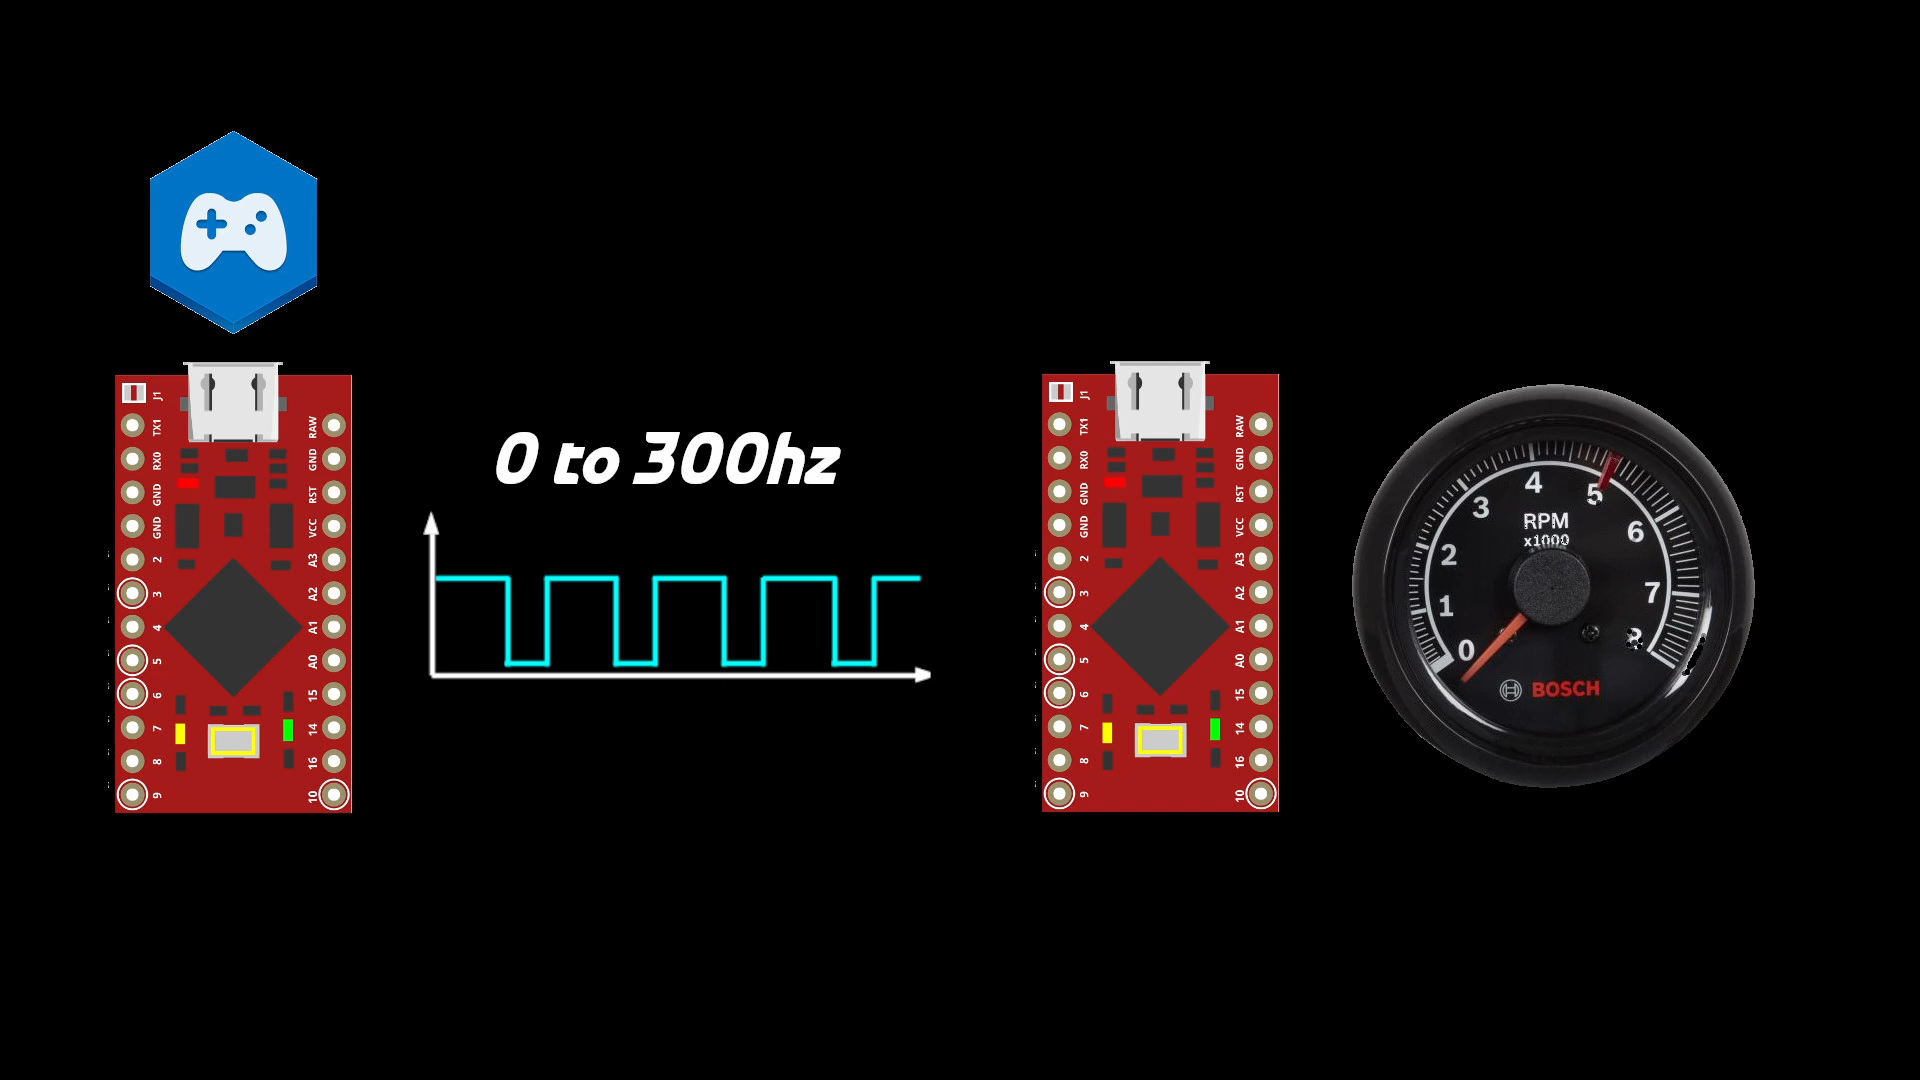 0 to 300hz
J1
TX1
RX0
GND
GND
2
3
4
5
6
7
8
9
RAW
GND
RST
VCC
A3
A2
A1
A0
15
14
16
10
J1
TX1
RX0
GND
GND
2
3
4
5
6
7
8
9
RAW
GND
RST
VCC
A3
A2
A1
A0
15
14
16
10
0
1
2
3
4
5
6
7
8
RPM
x1000
BOSCH